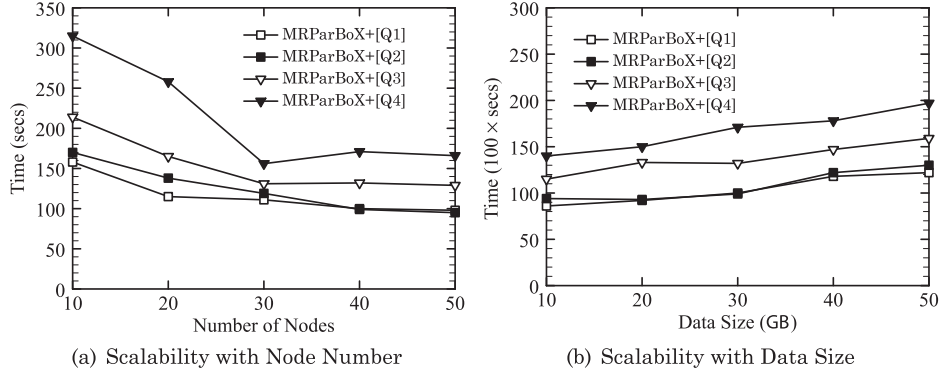 350
300
250
200
150
100
50
0
Time (secs)
MRParBoX+[Q1]
MRParBoX+[Q2]
MRParBoX+[Q3]
MRParBoX+[Q4]
10 20 30 40 50
Number of Nodes
(a) Scalability with Node Number
300
250
200
150
100
50
0
Time (100 × secs)
MRParBoX+[Q1]
MRParBoX+[Q2]
MRParBoX+[Q3]
MRParBoX+[Q4]
10 20 30 40 50
Data Size (GB)
(b) Scalability with Data Size